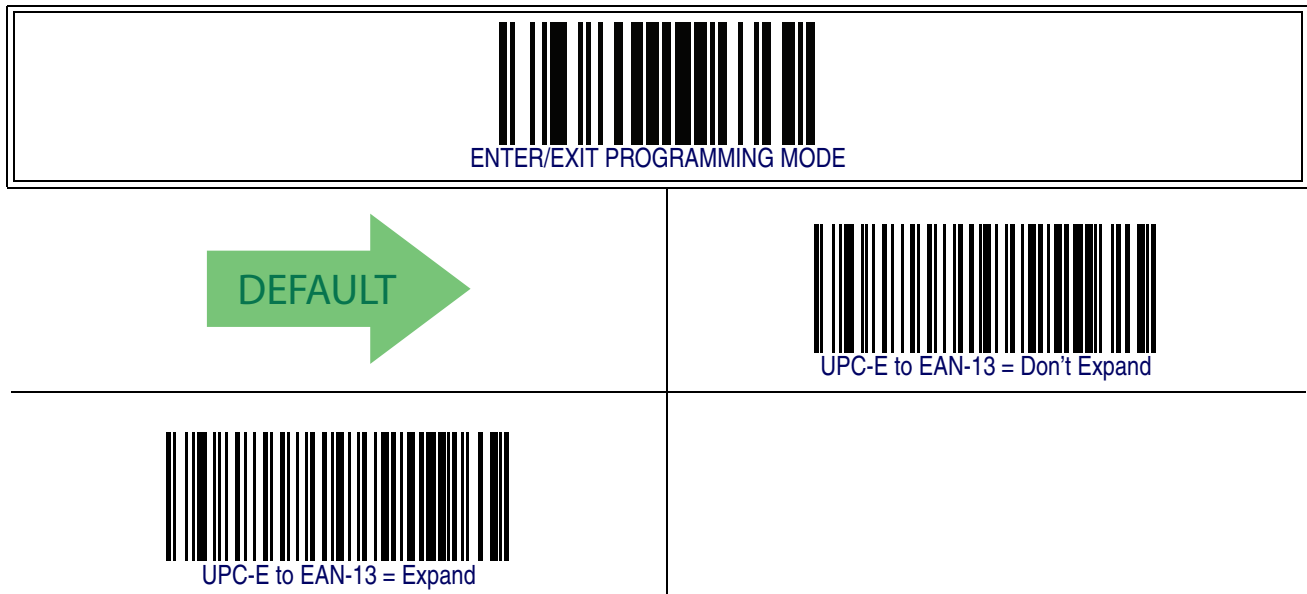 ENTER/EXIT PROGRAMMING MODE
DEFAULT
UPC-E to EAN-13 = Don't Expand
UPC-E to EAN-13 = Expand